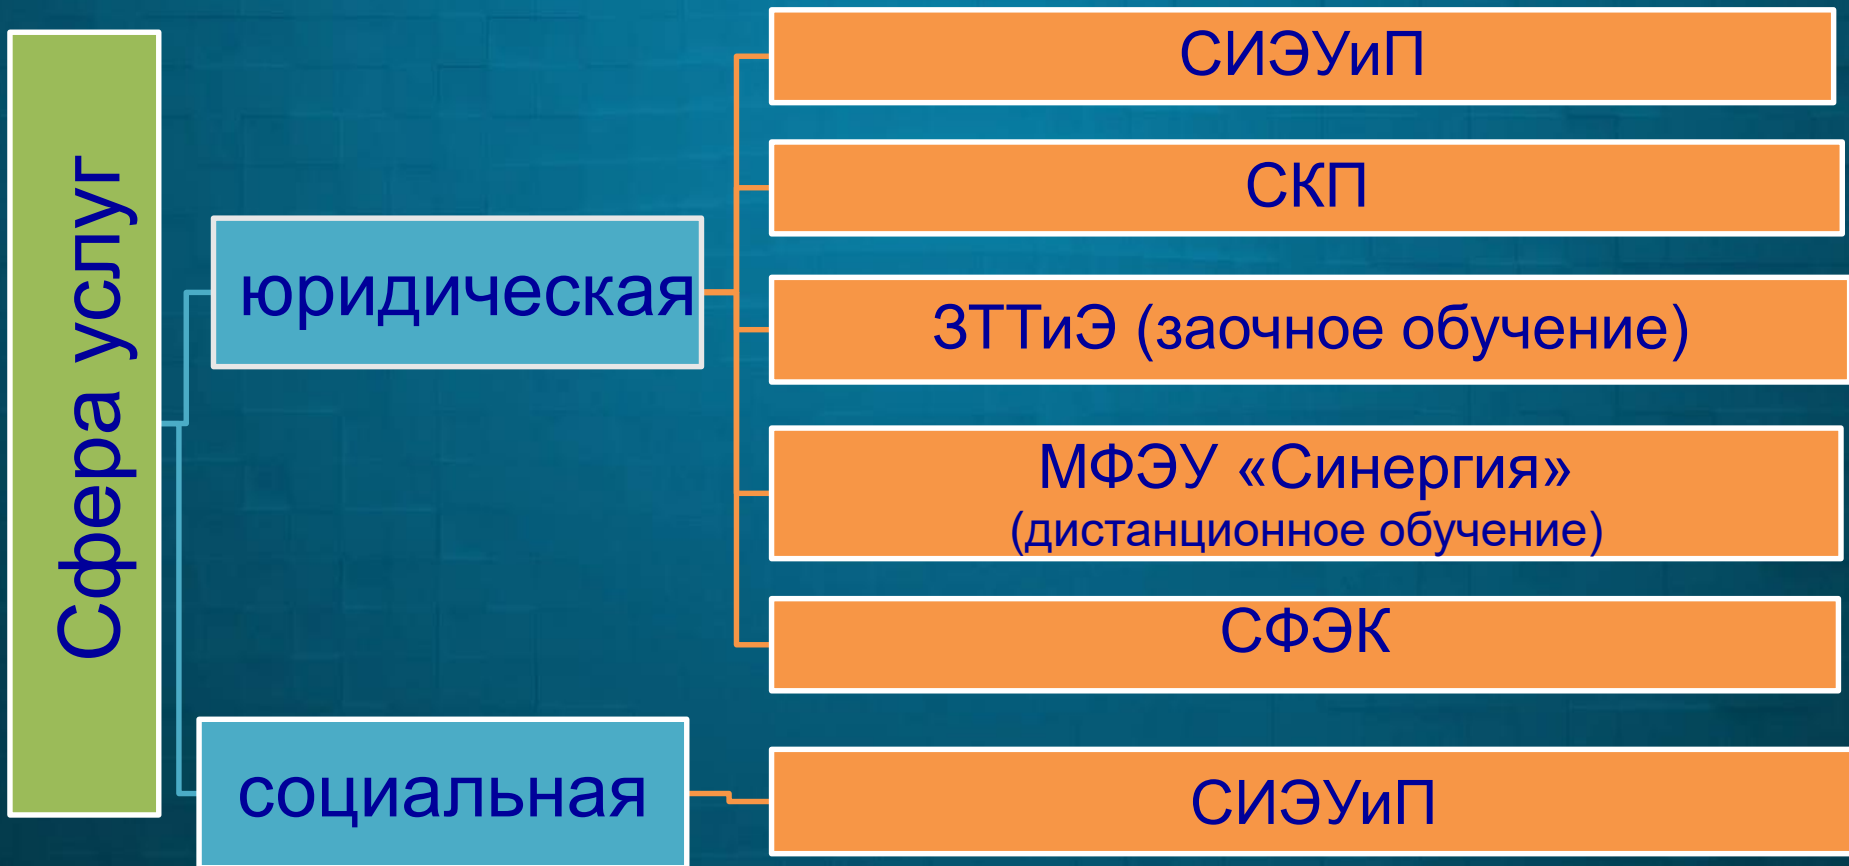 Сфера услуг
юридическая
СИЭУиП
СКП
ЗТТиЭ (заочное обучение)
МФЭУ «Синергия»
(дистанционное обучение)
СФЭК
социальная
СИЭУиП